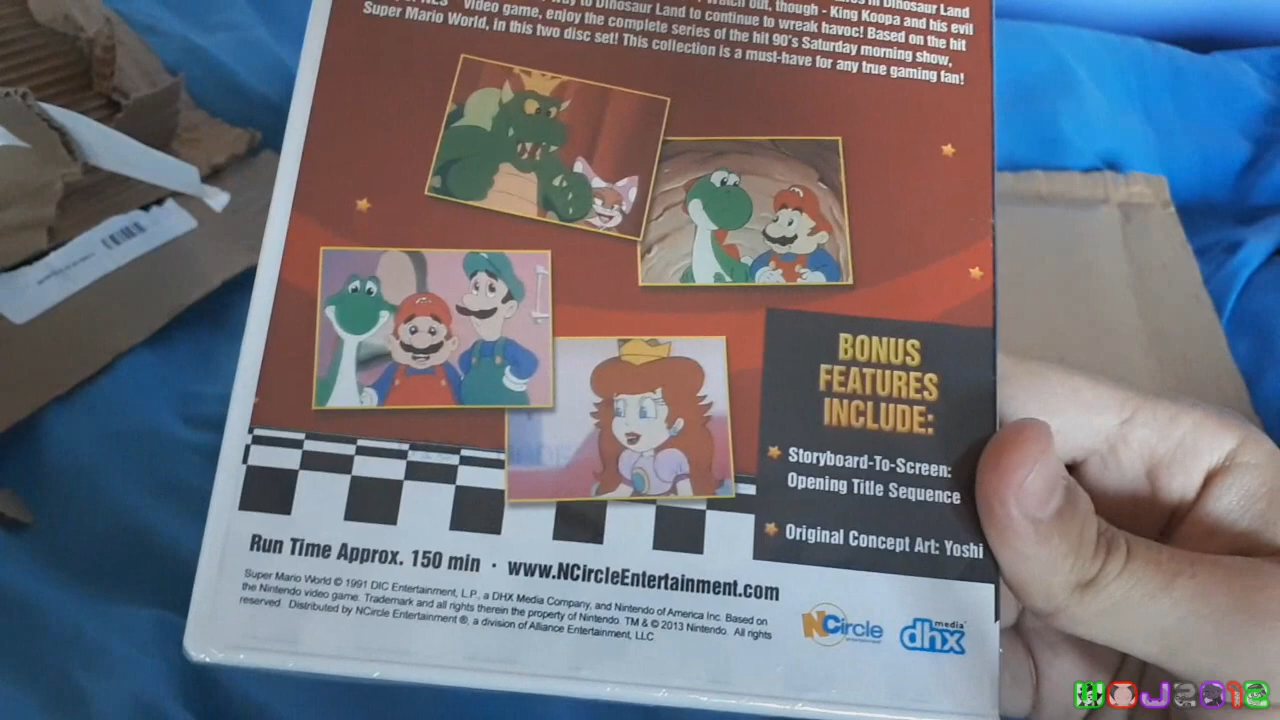 in Dinosaur Land
way to Dinosaur Land to continue to wreak havoc! Based on the hit
NES video game, enjoy the complete series of the hit 90's Saturday morning show,
Super Mario World, in this two disc set! This collection is a must-have for any true gaming fan!
out, though - King Koopa and his evil
BONUS
FEATURES
INCLUDE:
Storyboard-To-Screen:
Opening Title Sequence
Original Concept Art: Yoshi
Run Time Approx. 150 min · www.NCircleEntertainment.com
Super Mario World © 1991 DIC Entertainment, L.P., a DHX Media Company, and Nintendo of America Inc. Based on
the Nintendo video game. Trademark and all rights therein the property of Nintendo. TM & © 2013 Nintendo. All rights
reserved. Distributed by NCircle Entertainment ®, a division of Alliance Entertainment, LLC
NCircle
entertainment
dhx
media
WOJ2012